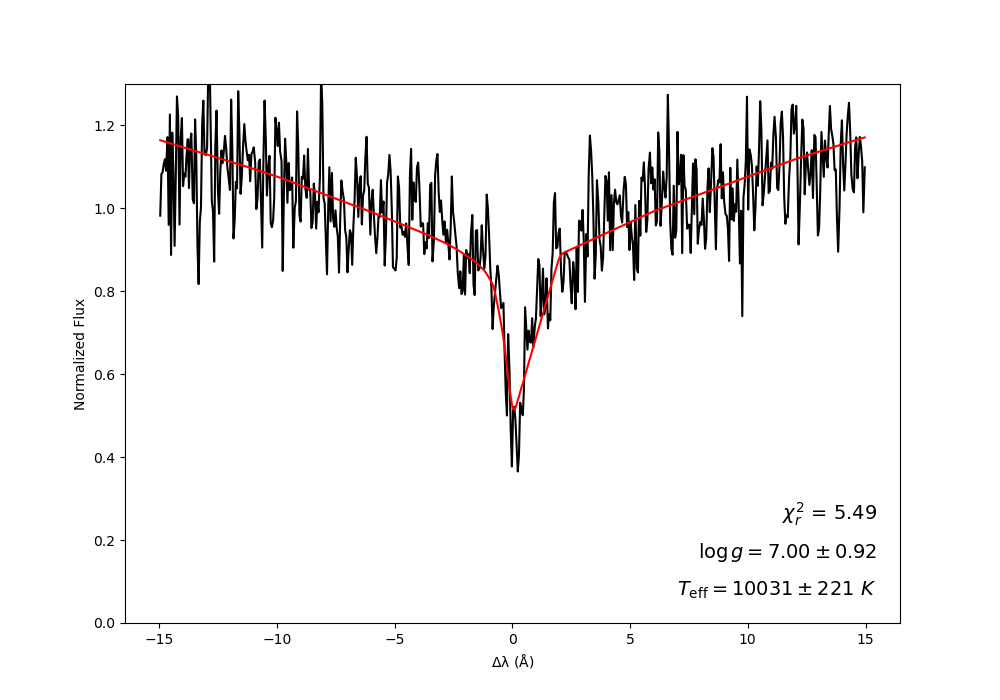 1.2
1.0
0.8
0.6
0.4
0.2
0.0
Normalized Flux
χ²ᵣ = 5.49
log g = 7.00 ± 0.92
T_eff = 10031 ± 221 K
−15 −10 −5 0 5 10 15
Δλ (Å)